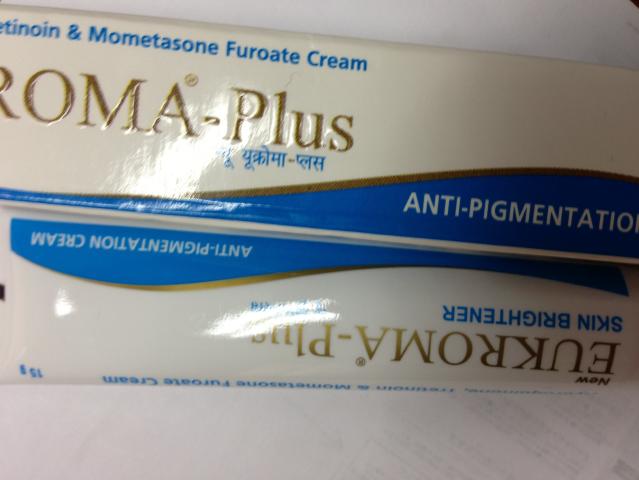 etinoin & Mometasone Furoate Cream
ROMA®-Plus
यूक्रोमा-प्लस
ANTI-PIGMENTATIO
Tretinoin & Mometasone Furoate Cream
15 g
New
EUKROMA®-Plus
SKIN BRIGHTENER
ANTI-PIGMENTATION CREAM